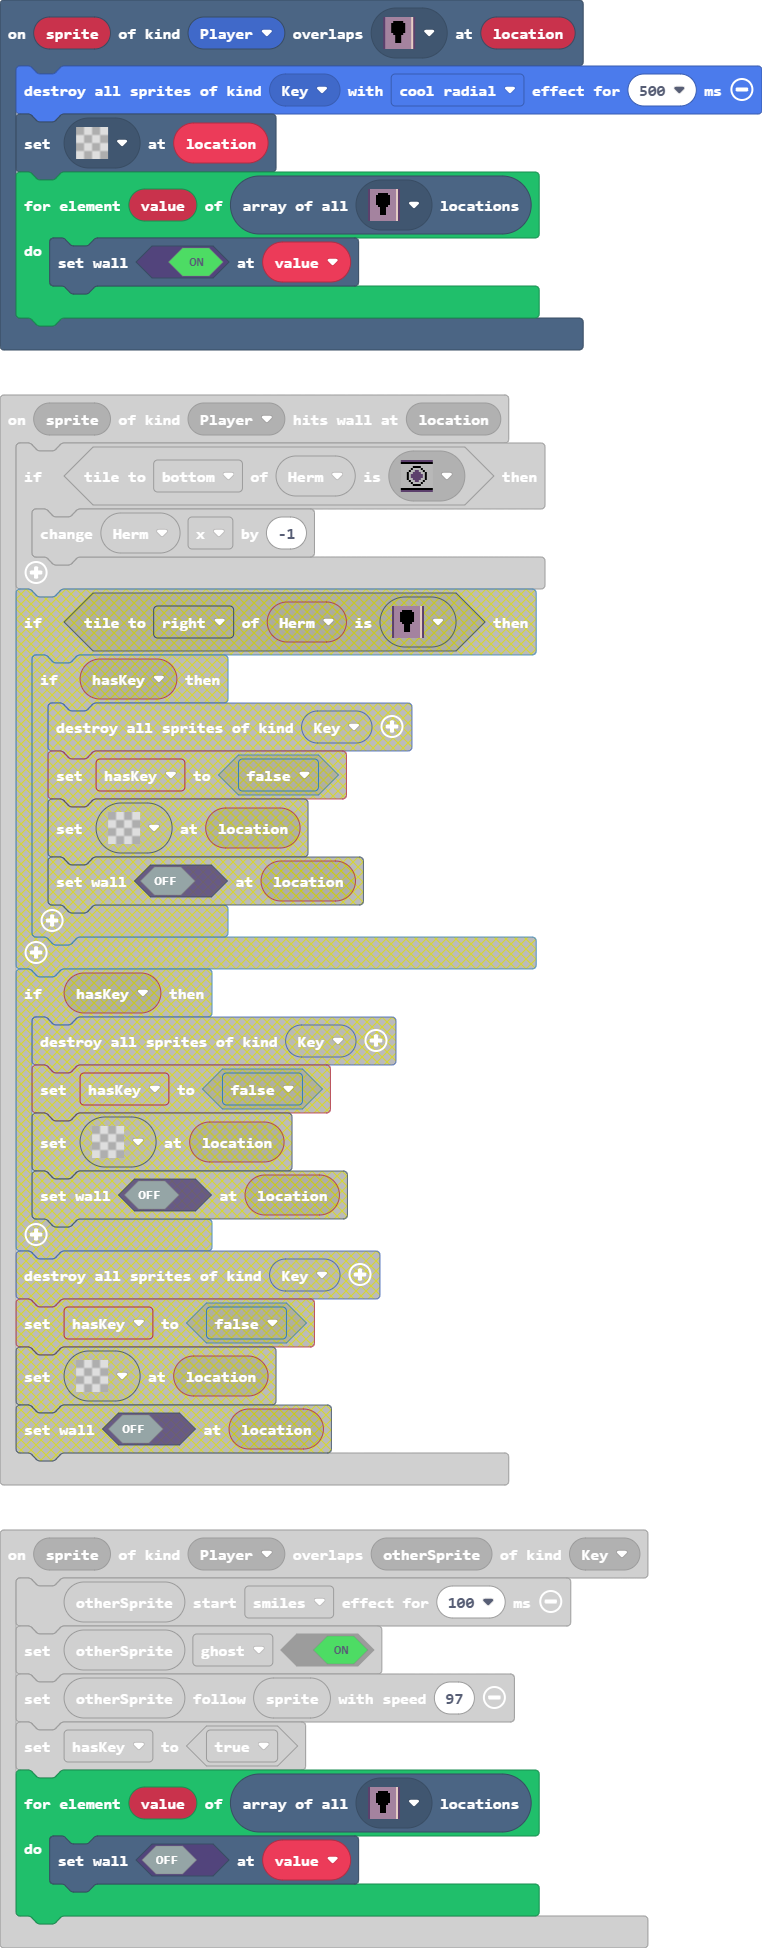 on sprite of kind Player overlaps at location
destroy all sprites of kind Key with cool radial effect for 500 ms
set at location
for element value of array of all locations
do set wall ON at value
on sprite of kind Player hits wall at location
if tile to bottom of Herm is then
change Herm x by -1
if tile to right of Herm is then
if hasKey then
destroy all sprites of kind Key
set hasKey to false
set at location
set wall OFF at location
if hasKey then
destroy all sprites of kind Key
set hasKey to false
set at location
set wall OFF at location
destroy all sprites of kind Key
set hasKey to false
set at location
set wall OFF at location
on sprite of kind Player overlaps otherSprite of kind Key
otherSprite start smiles effect for 100 ms
set otherSprite ghost ON
set otherSprite follow sprite with speed 97
set hasKey to true
for element value of array of all locations
do set wall OFF at value